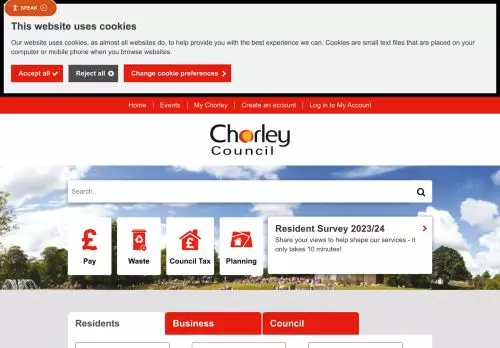 SPEAK
This website uses cookies
Our website uses cookies, as almost all websites do, to help provide you with the best experience we can. Cookies are small text files that are placed on your
computer or mobile phone when you browse websites.
Accept all
Reject all
Change cookie preferences
Home
Events
My Chorley
Create an account
Log in to My Account
Chorley
Council
Search..
Resident Survey 2023/24
Share your views to help shape our services - it
only takes 10 minutes!
£
Pay
Waste
£
Council Tax
Planning
Residents
Business
Council